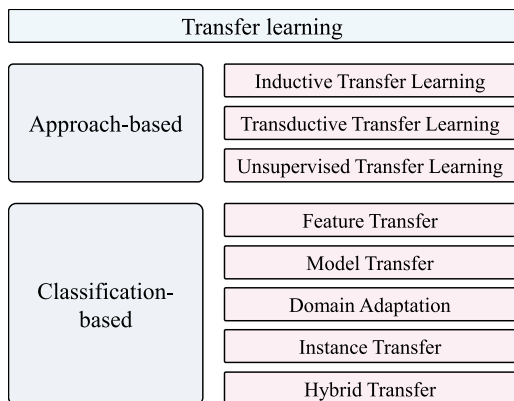 Transfer learning
Approach-based
Inductive Transfer Learning
Transductive Transfer Learning
Unsupervised Transfer Learning
Classification-
based
Feature Transfer
Model Transfer
Domain Adaptation
Instance Transfer
Hybrid Transfer